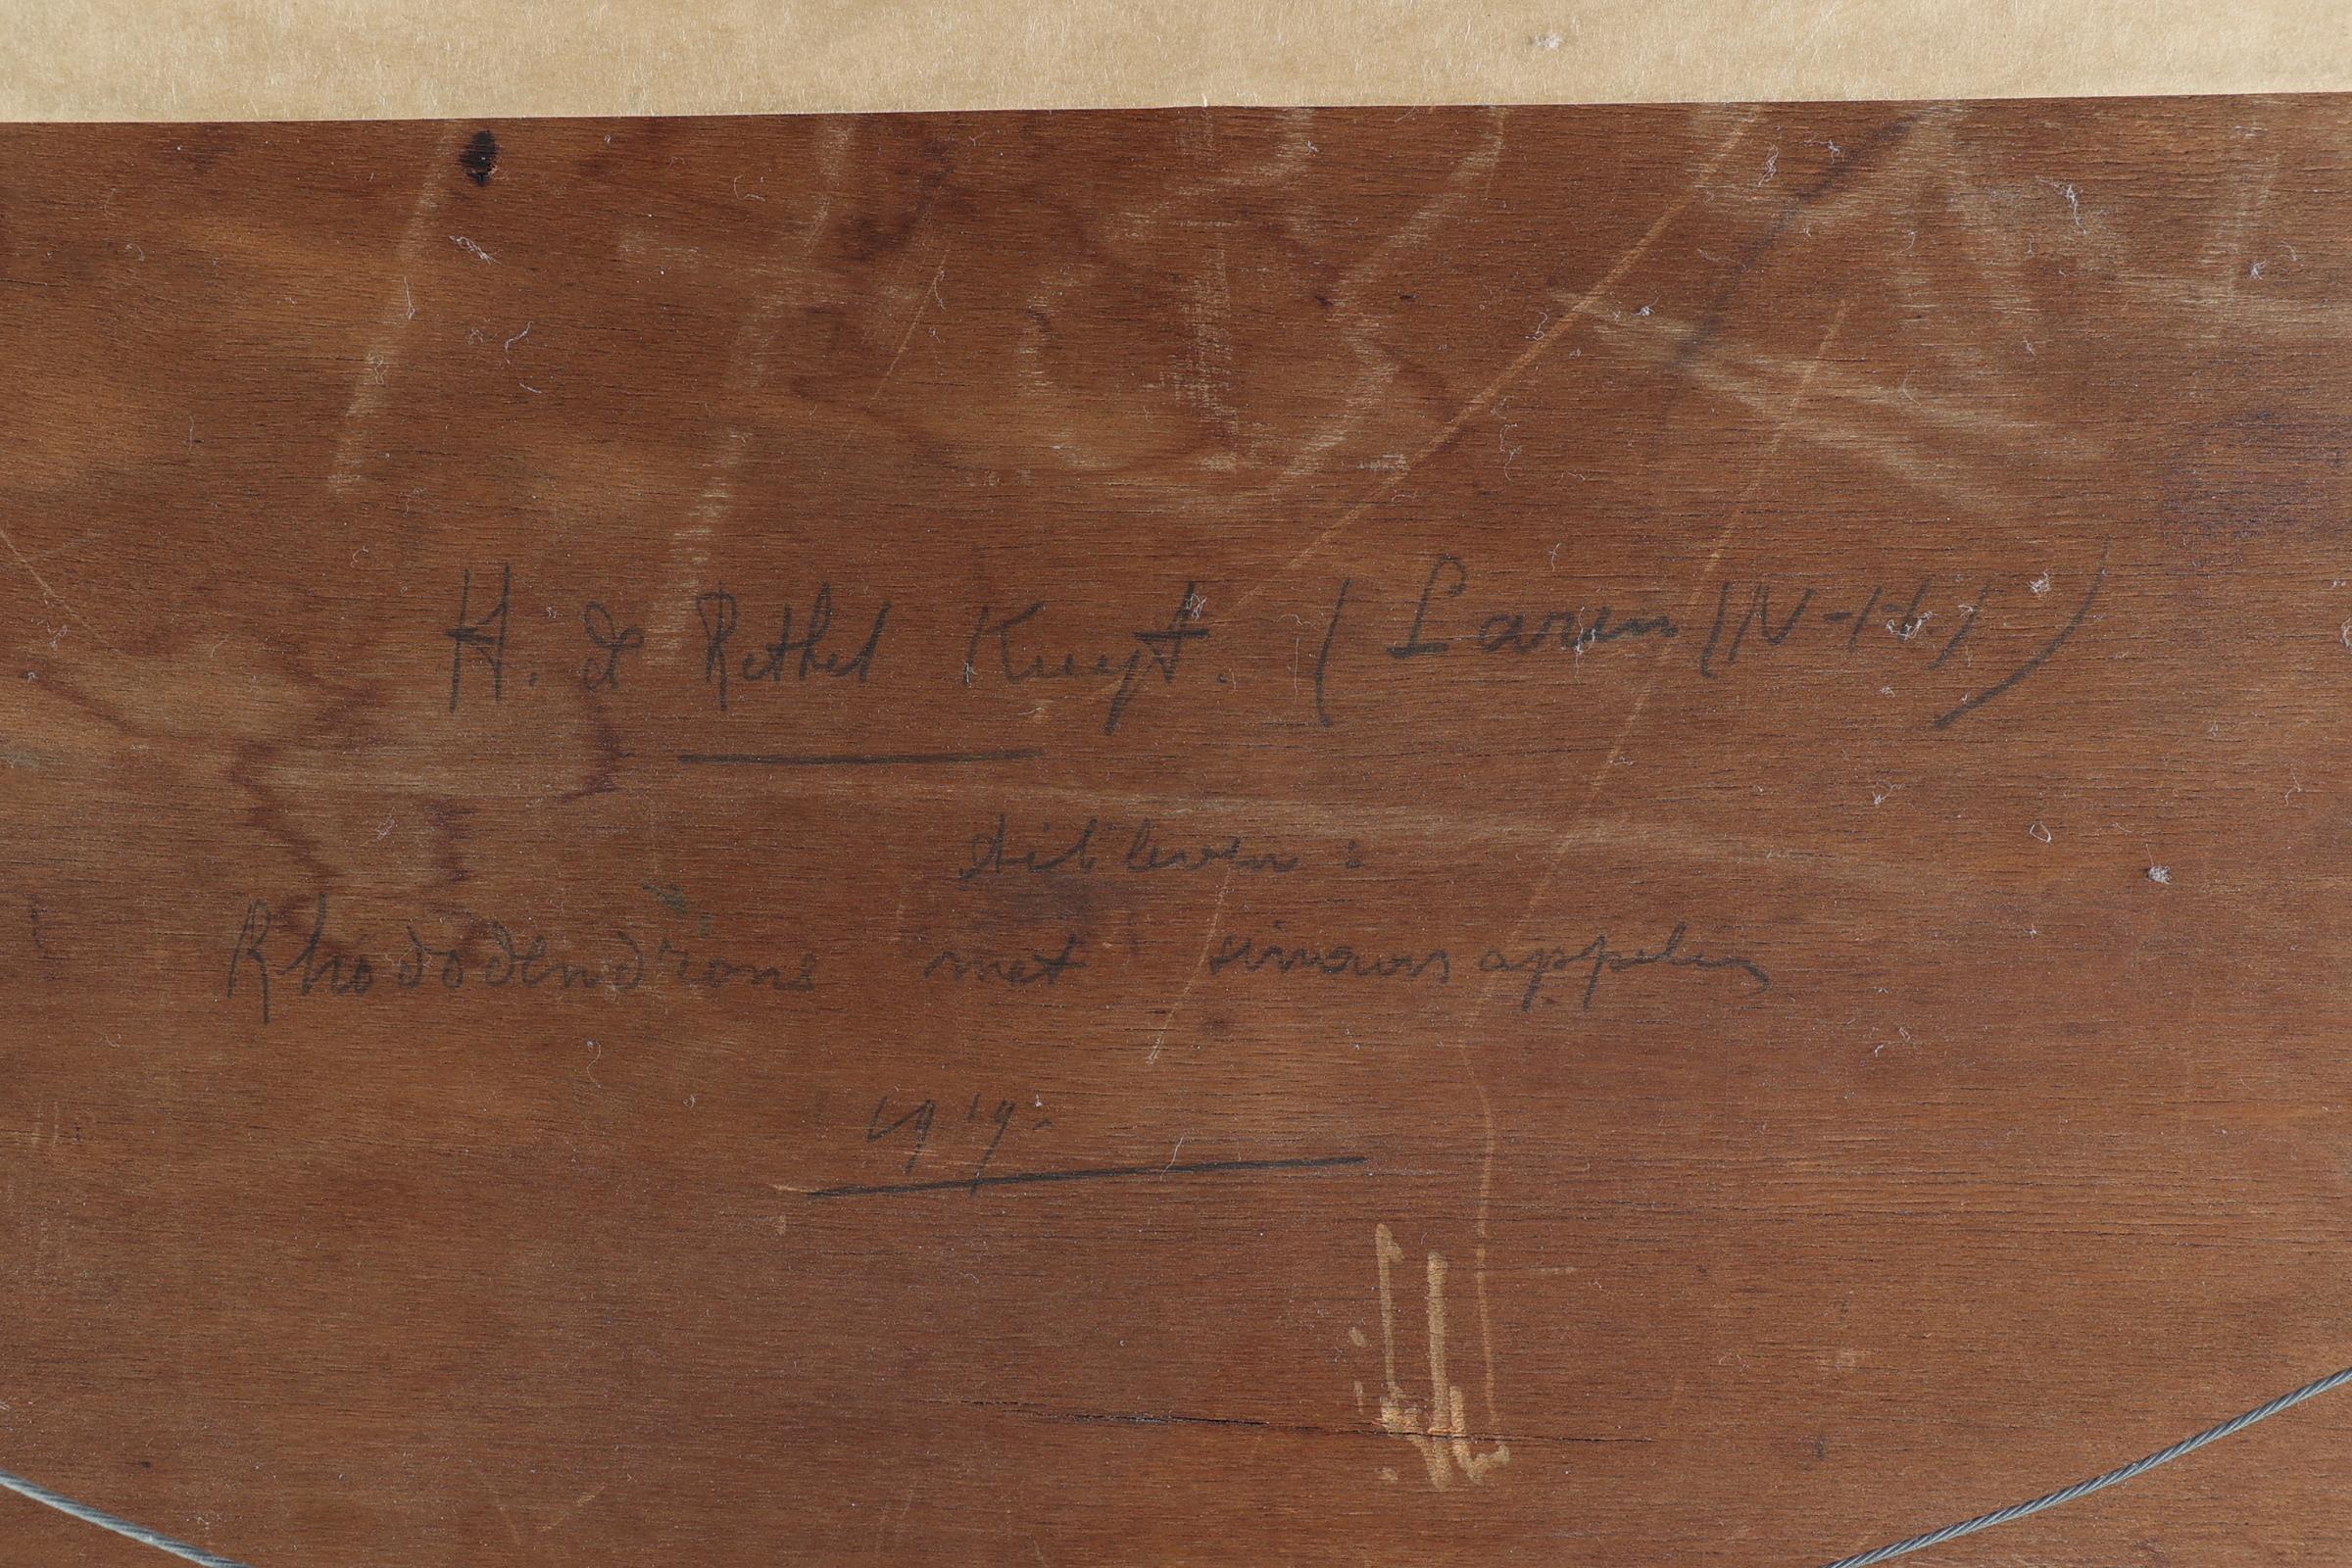 H. de Rethel Kuyt. (Laren (N-H.))
stilleven:
Rhododendrons met sinaasappelen
1919.